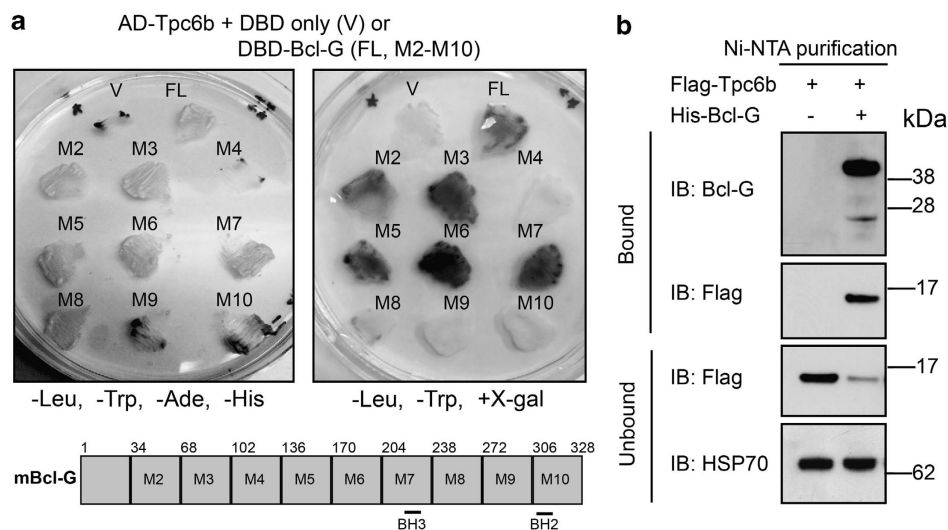 a
AD-Tpc6b + DBD only (V) or
DBD-Bcl-G (FL, M2-M10)
V FL
M2 M3 M4
M5 M6 M7
M8 M9 M10
-Leu, -Trp, -Ade, -His
V FL
M2 M3 M4
M5 M6 M7
M8 M9 M10
-Leu, -Trp, +X-gal
1 34 68 102 136 170 204 238 272 306 328
mBcl-G M2 M3 M4 M5 M6 M7 M8 M9 M10
BH3 BH2
b
Ni-NTA purification
Flag-Tpc6b + +
His-Bcl-G - + kDa
Bound
IB: Bcl-G
38
28
IB: Flag
17
Unbound
IB: Flag
17
IB: HSP70
62